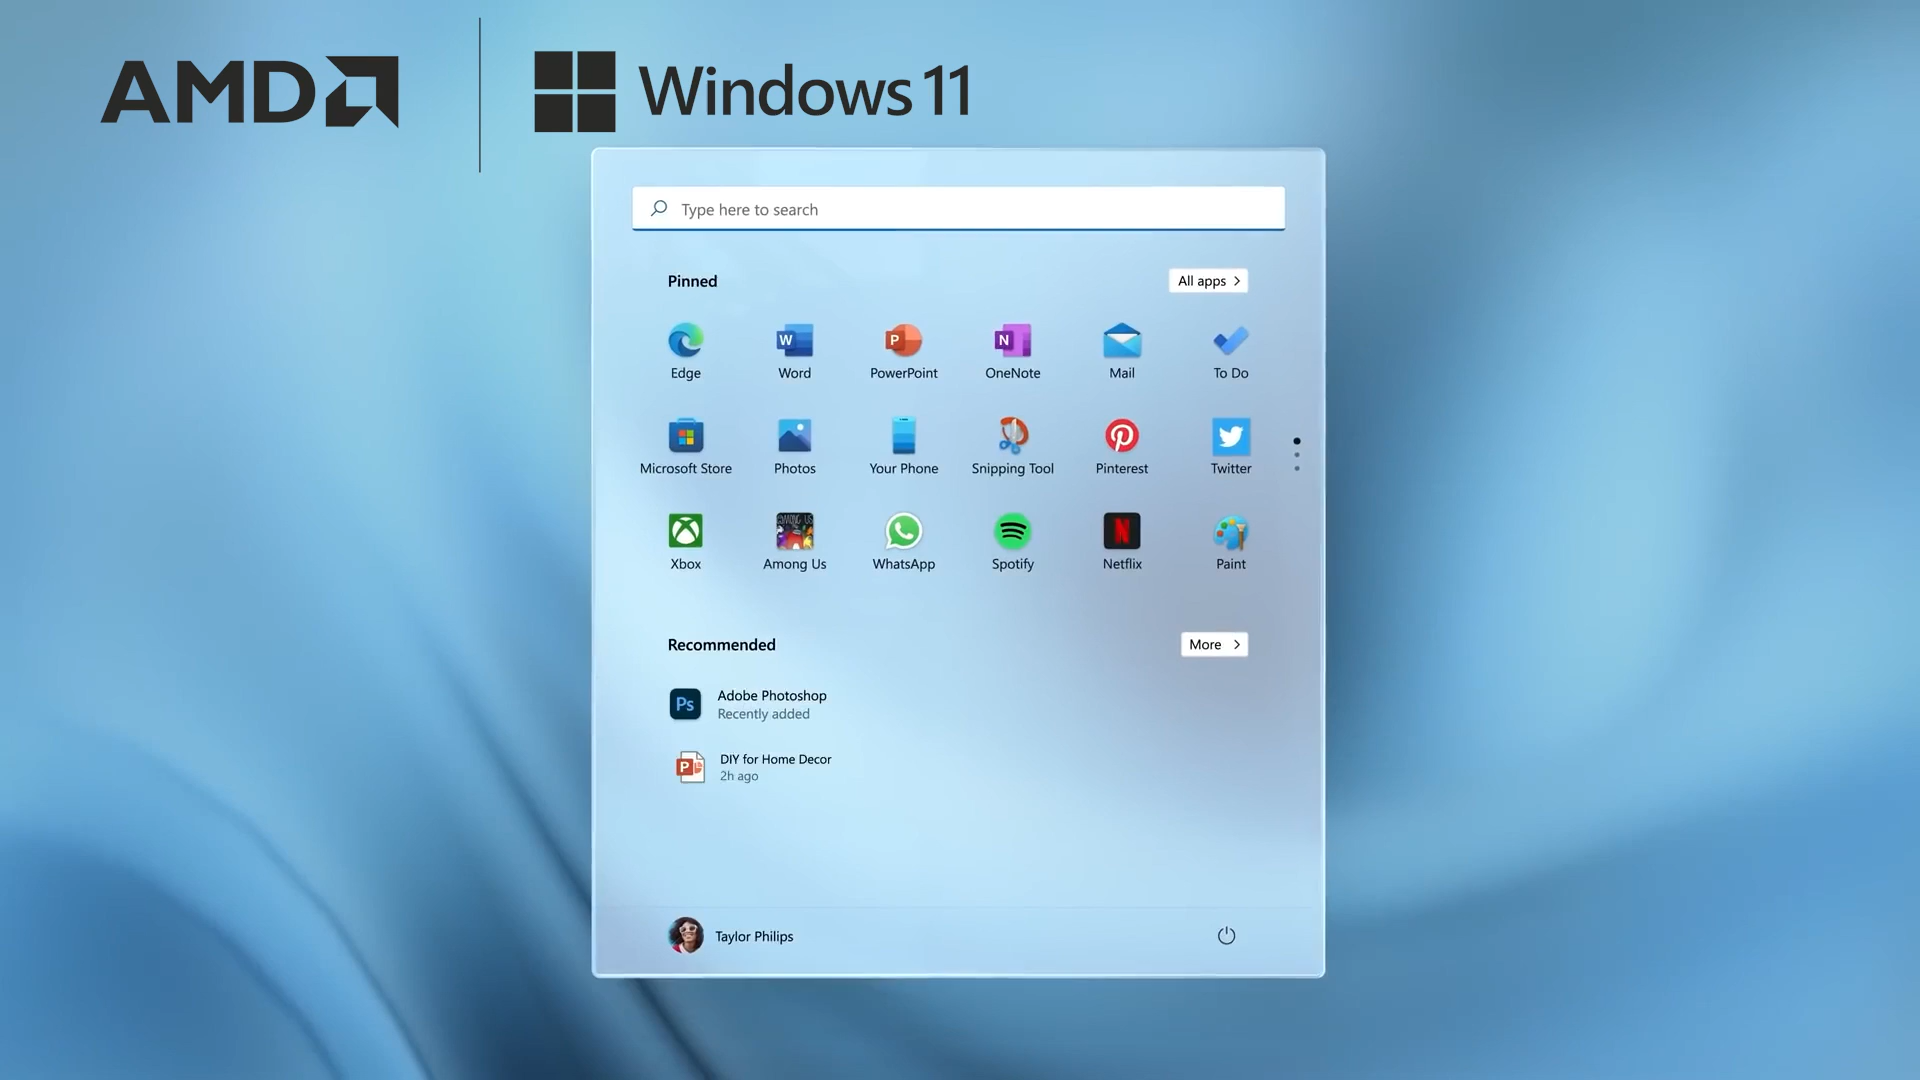 AMD
Windows 11
Type here to search
Pinned
All apps
Edge
Word
PowerPoint
OneNote
Mail
To Do
Microsoft Store
Photos
Your Phone
Snipping Tool
Pinterest
Twitter
Xbox
Among Us
WhatsApp
Spotify
Netflix
Paint
Recommended
More
Ps
Adobe Photoshop
Recently added
DIY for Home Decor
2h ago
Taylor Philips